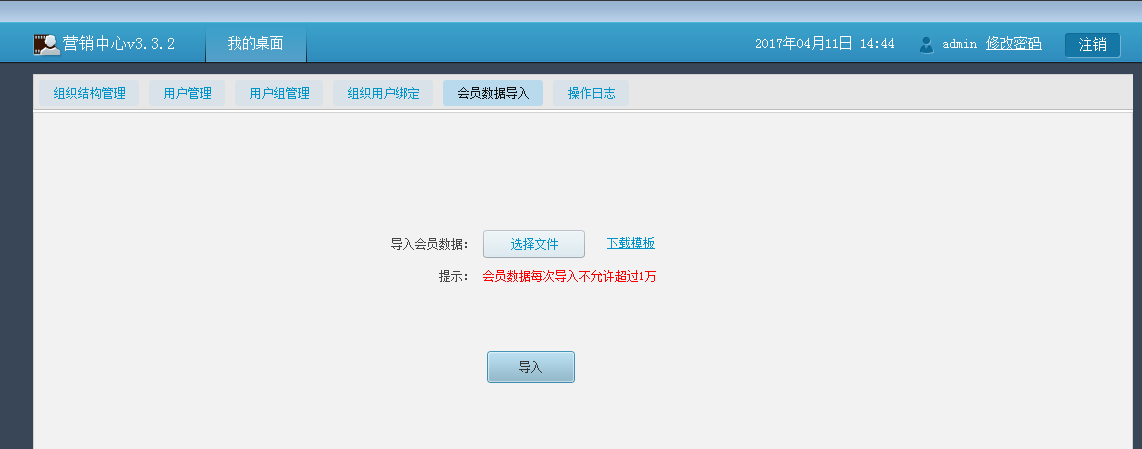 营销中心v3.3.2 我的桌面 2017年04月11日 14:44 admin 修改密码 注销
组织结构管理 用户管理 用户组管理 组织用户绑定 会员数据导入 操作日志
导入会员数据： 选择文件 下载模板
提示： 会员数据每次导入不允许超过1万
导入